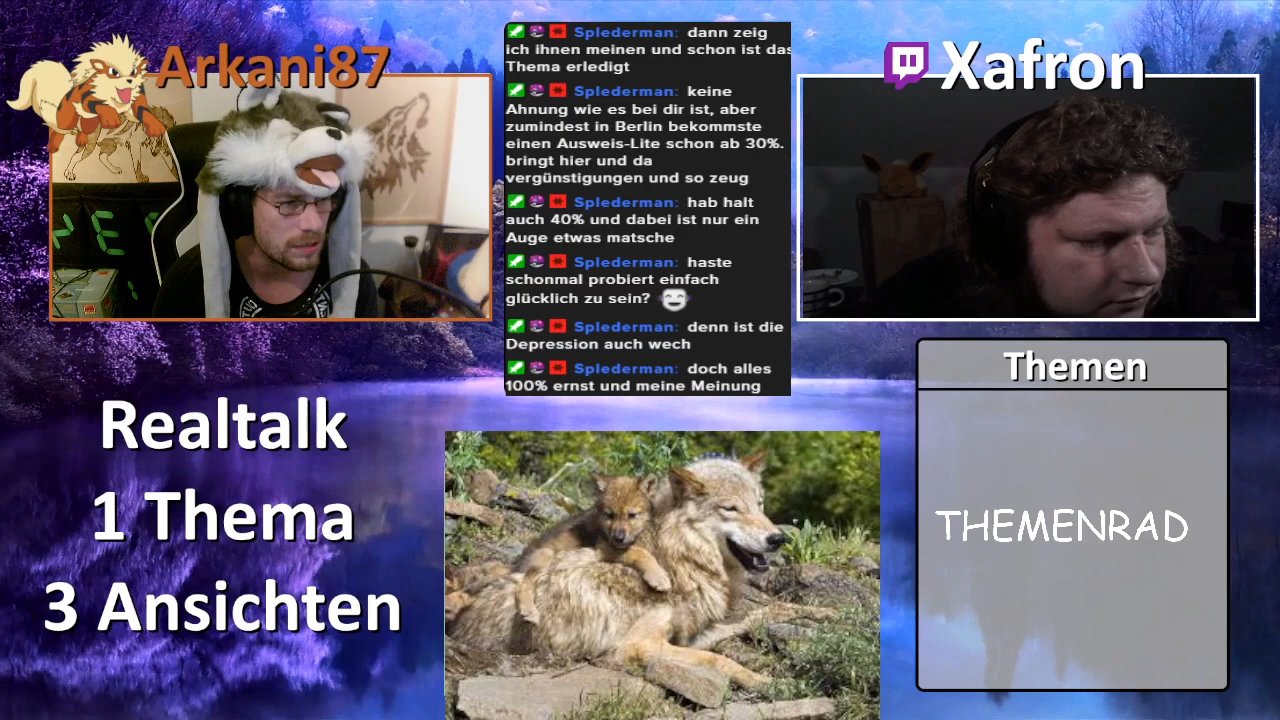 Arkani87
Splederman: dann zeig
ich ihnen meinen und schon ist das
Thema erledigt
Splederman: keine
Ahnung wie es bei dir ist, aber
zumindest in Berlin bekommste
einen Ausweis-Lite schon ab 30%.
bringt hier und da
vergünstigungen und so zeug
Splederman: hab halt
auch 40% und dabei ist nur ein
Auge etwas matsche
Splederman: haste
schonmal probiert einfach
glücklich zu sein?
Splederman: denn ist die
Depression auch wech
Splederman: doch alles
100% ernst und meine Meinung
Xafron
Themen
THEMENRAD
Realtalk
1 Thema
3 Ansichten